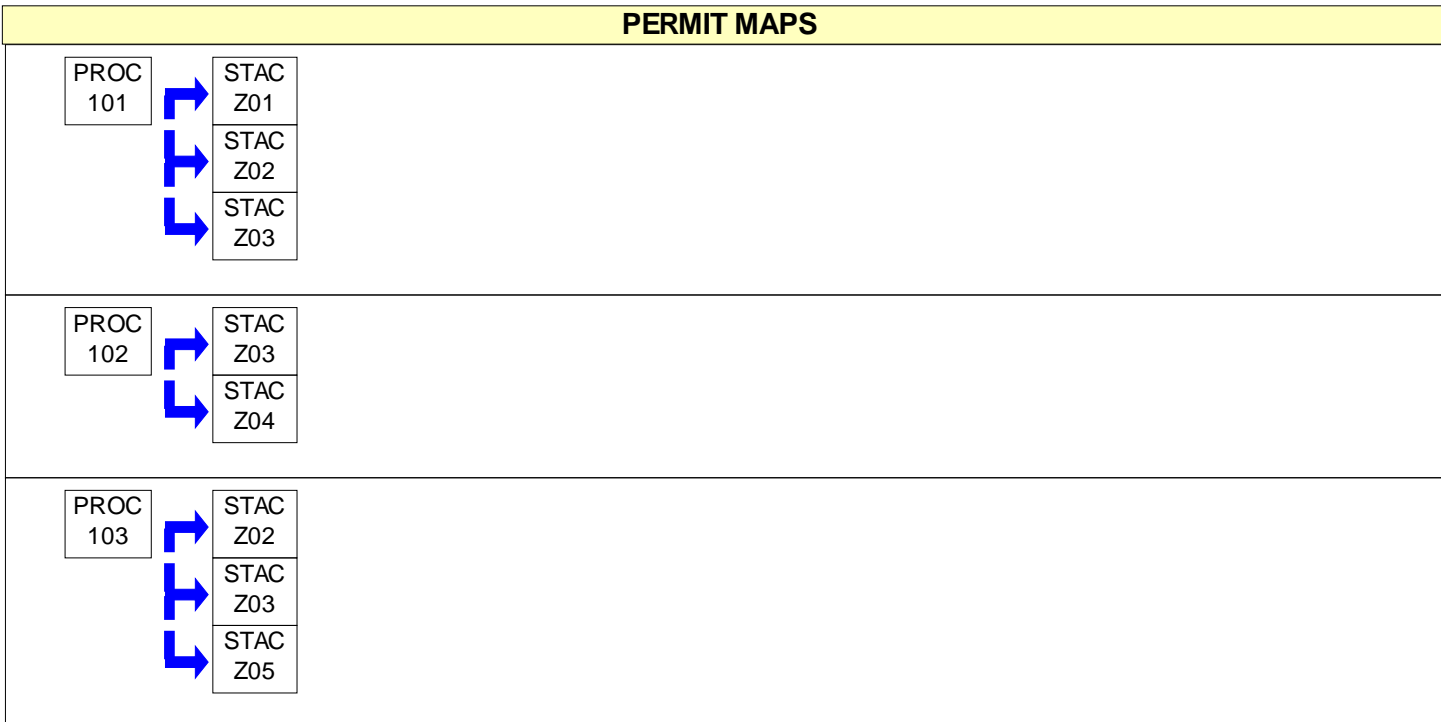 PERMIT MAPS
PROC
101
STAC
Z01
STAC
Z02
STAC
Z03
PROC
102
STAC
Z03
STAC
Z04
PROC
103
STAC
Z02
STAC
Z03
STAC
Z05